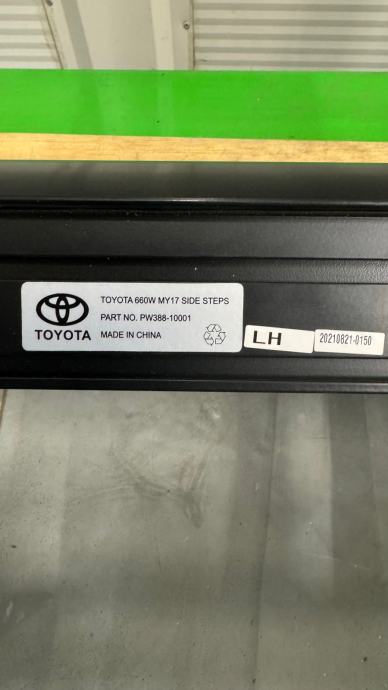 TOYOTA 660W MY17 SIDE STEPS
PART NO. PW388-10001
TOYOTA
MADE IN CHINA
LH
20210821-0150